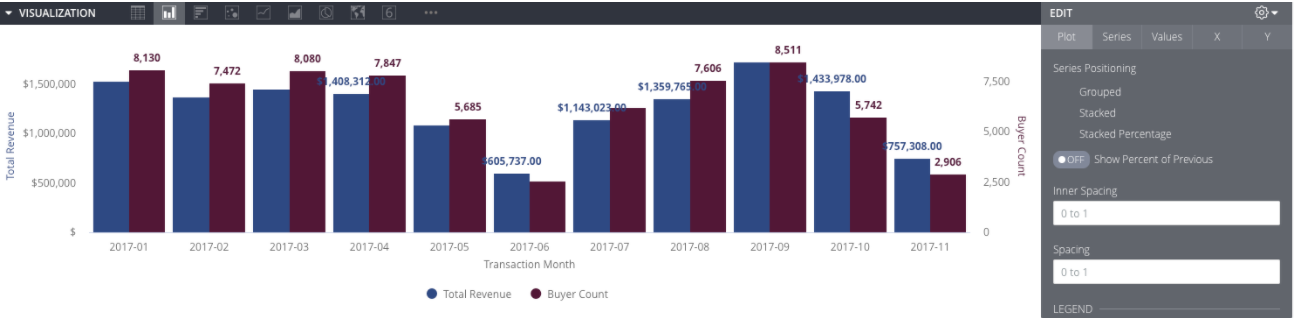 VISUALIZATION
6
...
8,130
7,472
8,080
$1,408,312.00
7,847
5,685
$605,737.00
$1,143,023.00
$1,359,765.00
7,606
8,511
$1,433,978.00
5,742
$757,308.00
2,906
Total Revenue
$1,500,000
$1,000,000
$500,000
$
7,500
5,000
2,500
0
Buyer Count
2017-01 2017-02 2017-03 2017-04 2017-05 2017-06 2017-07 2017-08 2017-09 2017-10 2017-11
Transaction Month
Total Revenue Buyer Count
EDIT
Plot Series Values X Y
Series Positioning
Grouped
Stacked
Stacked Percentage
OFF Show Percent of Previous
Inner Spacing
0 to 1
Spacing
0 to 1
LEGEND